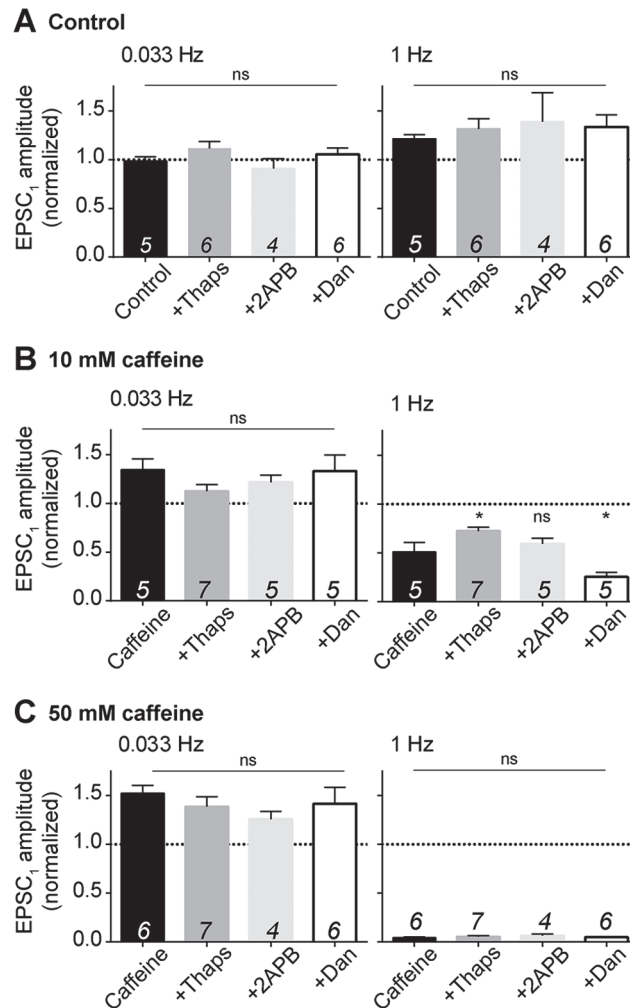 A Control
0.033 Hz
1 Hz
ns
ns
EPSC1 amplitude
(normalized)
1.5
1.0
0.5
0.0
5
6
4
6
5
6
4
6
Control
+Thaps
+2APB
+Dan
Control
+Thaps
+2APB
+Dan
B 10 mM caffeine
0.033 Hz
1 Hz
ns
EPSC1 amplitude
(normalized)
1.5
1.0
0.5
0.0
*
ns
*
5
7
5
5
5
7
5
5
Caffeine
+Thaps
+2APB
+Dan
Caffeine
+Thaps
+2APB
+Dan
C 50 mM caffeine
0.033 Hz
1 Hz
ns
ns
EPSC1 amplitude
(normalized)
1.5
1.0
0.5
0.0
6
7
4
6
6
7
4
6
Caffeine
+Thaps
+2APB
+Dan
Caffeine
+Thaps
+2APB
+Dan